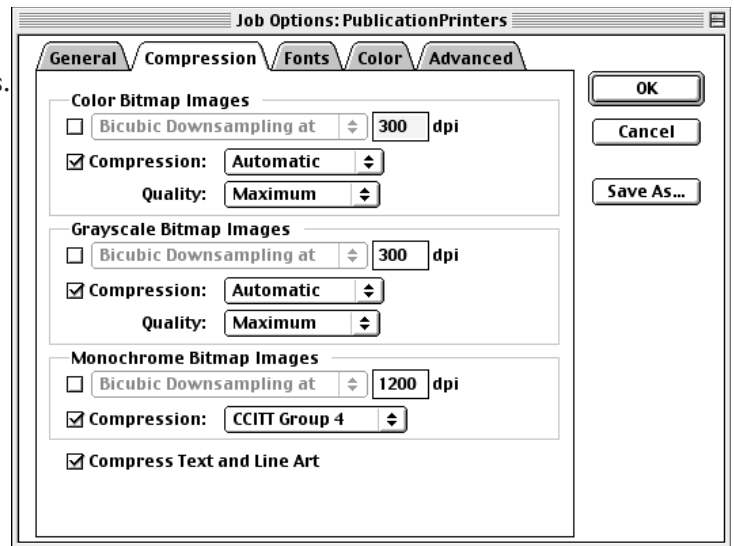 Job Options: PublicationPrinters
General Compression Fonts Color Advanced
s.
Color Bitmap Images
Bicubic Downsampling at 300 dpi
Compression: Automatic
Quality: Maximum
Grayscale Bitmap Images
Bicubic Downsampling at 300 dpi
Compression: Automatic
Quality: Maximum
Monochrome Bitmap Images
Bicubic Downsampling at 1200 dpi
Compression: CCITT Group 4
Compress Text and Line Art
OK
Cancel
Save As...